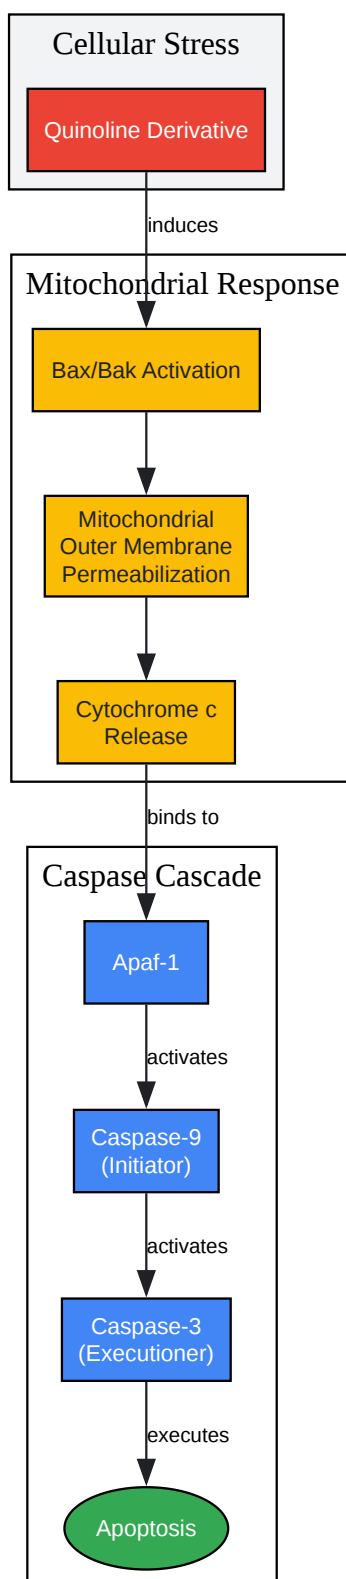 Cellular Stress
Quinoline Derivative
induces
Mitochondrial Response
Bax/Bak Activation
Mitochondrial
Outer Membrane
Permeabilization
Cytochrome c
Release
binds to
Caspase Cascade
Apaf-1
activates
Caspase-9
(Initiator)
activates
Caspase-3
(Executioner)
executes
Apoptosis